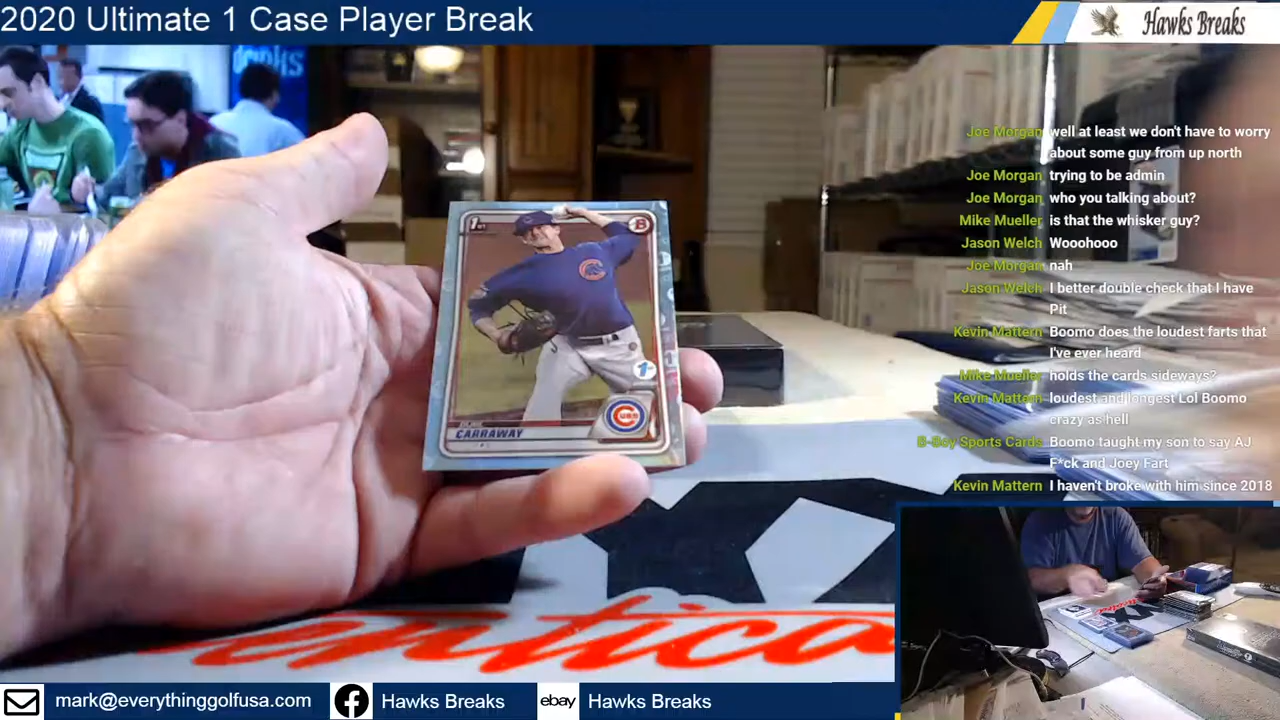 2020 Ultimate 1 Case Player Break
Hawks Breaks
Joe Morgan well at least we don't have to worry
about some guy from up north
Joe Morgan trying to be admin
Joe Morgan who you talking about?
Mike Mueller is that the whisker guy?
Jason Welch Wooohooo
Joe Morgan nah
Jason Welch I better double check that I have
Pit
Kevin Mattern Boomo does the loudest farts that
I've ever heard
Mike Mueller holds the cards sideways?
Kevin Mattern loudest and longest Lol Boomo
crazy as hell
B-Boy Sports Cards Boomo taught my son to say AJ
F*ck and Joey Fart
Kevin Mattern I haven't broke with him since 2018
1st
B
1st
CUBS
CARRAWAY
entica
mark@everythinggolfusa.com
Hawks Breaks
ebay
Hawks Breaks